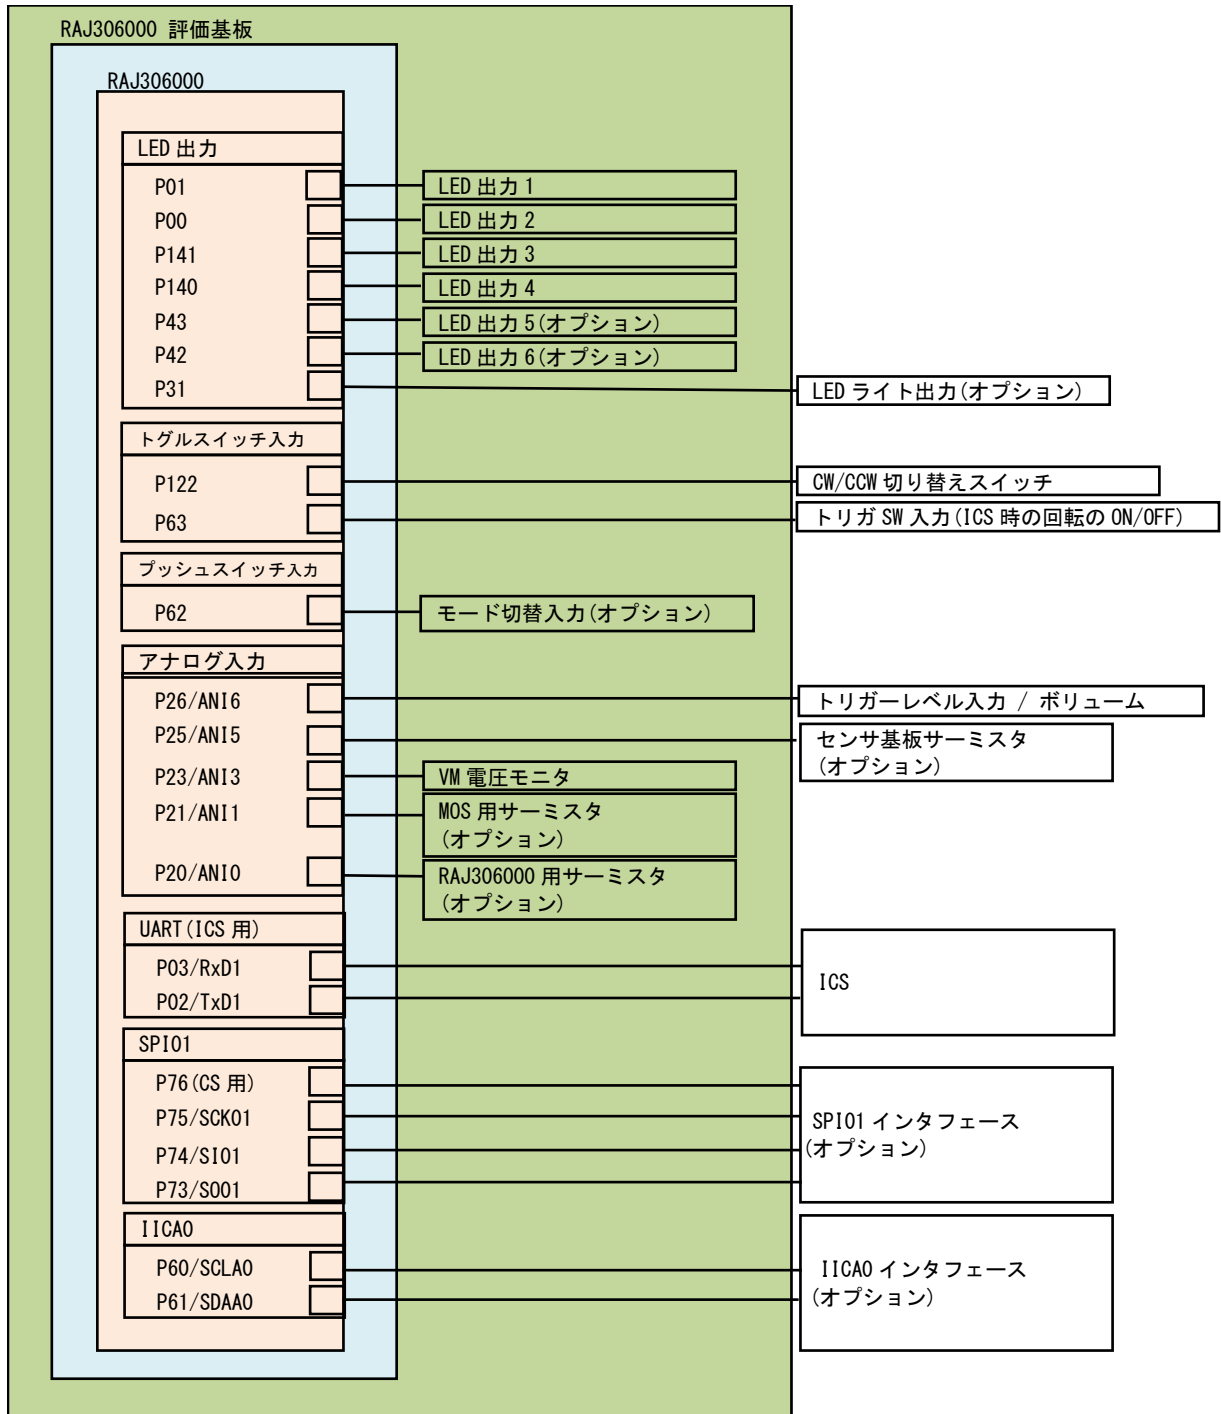 RAJ306000 評価基板
RAJ306000
LED 出力
P01
LED 出力 1
P00
LED 出力 2
P141
LED 出力 3
P140
LED 出力 4
P43
LED 出力 5(オプション)
P42
LED 出力 6(オプション)
P31
LED ライト出力(オプション)
トグルスイッチ入力
P122
CW/CCW 切り替えスイッチ
P63
トリガ SW 入力(ICS 時の回転の ON/OFF)
プッシュスイッチ入力
P62
モード切替入力(オプション)
アナログ入力
P26/ANI6
トリガーレベル入力 / ボリューム
P25/ANI5
センサ基板サーミスタ
(オプション)
P23/ANI3
VM 電圧モニタ
P21/ANI1
MOS 用サーミスタ
(オプション)
P20/ANI0
RAJ306000 用サーミスタ
(オプション)
UART(ICS 用)
P03/RxD1
P02/TxD1
ICS
SPI01
P76(CS 用)
P75/SCK01
P74/SI01
P73/SO01
SPI01 インタフェース
(オプション)
IICA0
P60/SCLA0
P61/SDAA0
IICA0 インタフェース
(オプション)